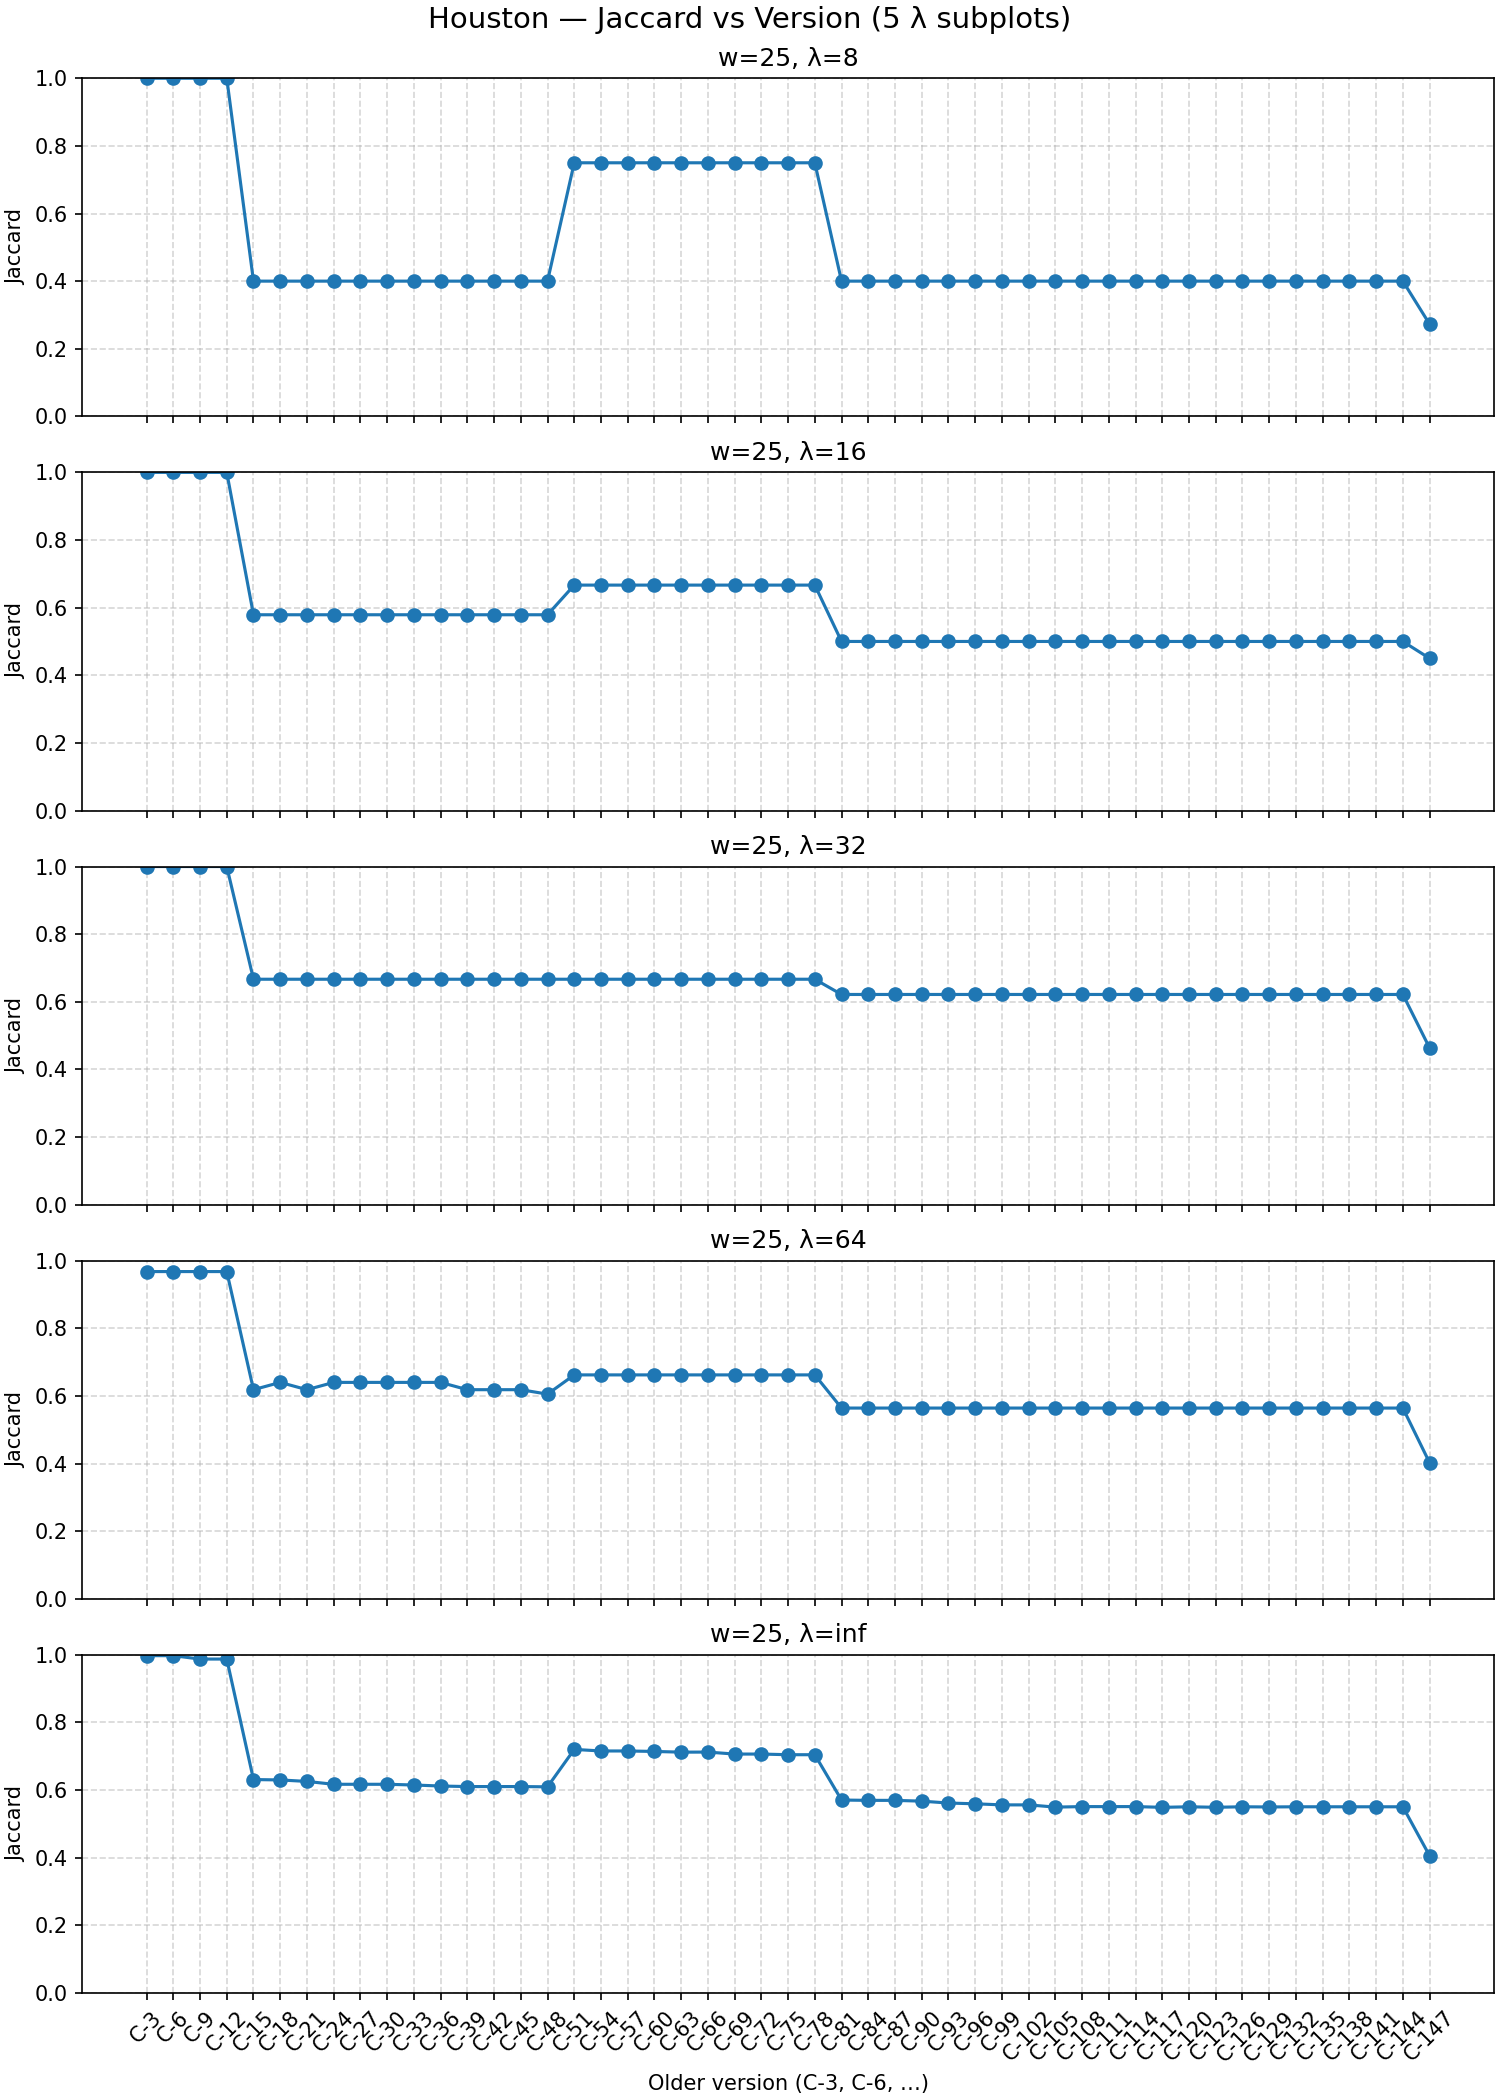 Houston — Jaccard vs Version (5 λ subplots)
w=25, λ=8
1.0
0.8
0.6
0.4
0.2
0.0
Jaccard
w=25, λ=16
1.0
0.8
0.6
0.4
0.2
0.0
Jaccard
w=25, λ=32
1.0
0.8
0.6
0.4
0.2
0.0
Jaccard
w=25, λ=64
1.0
0.8
0.6
0.4
0.2
0.0
Jaccard
w=25, λ=inf
1.0
0.8
0.6
0.4
0.2
0.0
Jaccard
C-3 C-6 C-9 C-12 C-15 C-18 C-21 C-24 C-27 C-30 C-33 C-36 C-39 C-42 C-45 C-48 C-51 C-54 C-57 C-60 C-63 C-66 C-69 C-72 C-75 C-78 C-81 C-84 C-87 C-90 C-93 C-96 C-99 C-102 C-105 C-108 C-111 C-114 C-117 C-120 C-123 C-126 C-129 C-132 C-135 C-138 C-141 C-144 C-147
Older version (C-3, C-6, ...)